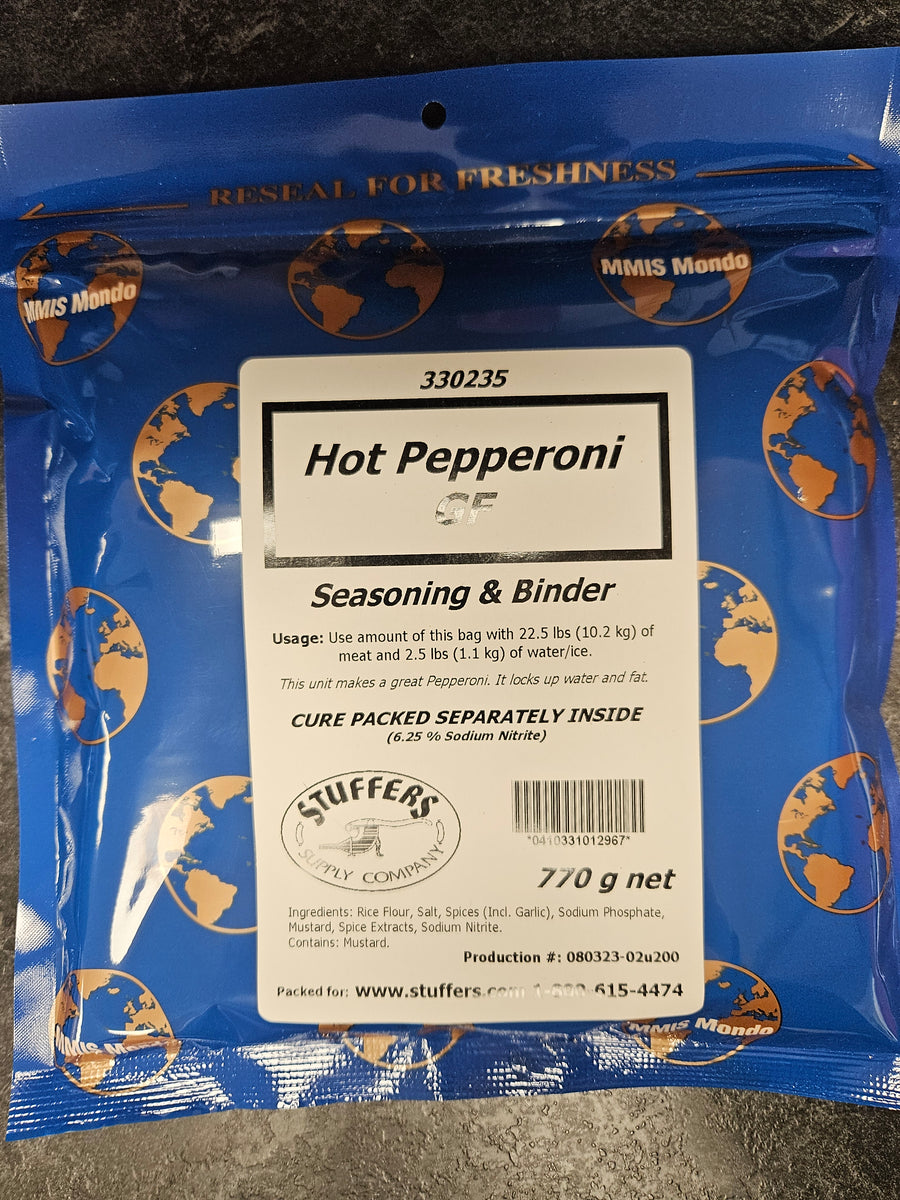 RESEAL FOR FRESHNESS
MMIS Mondo
MMIS Mondo
330235
Hot Pepperoni
GF
Seasoning & Binder
Usage: Use amount of this bag with 22.5 lbs (10.2 kg) of
meat and 2.5 lbs (1.1 kg) of water/ice.
This unit makes a great Pepperoni. It locks up water and fat.
CURE PACKED SEPARATELY INSIDE
(6.25 % Sodium Nitrite)
STUFFERS
SUPPLY COMPANY
*0410331012967*
770 g net
Ingredients: Rice Flour, Salt, Spices (Incl. Garlic), Sodium Phosphate,
Mustard, Spice Extracts, Sodium Nitrite.
Contains: Mustard.
Production #: 080323-02u200
Packed for: www.stuffers.com 615-4474
MMIS Mondo
MMIS